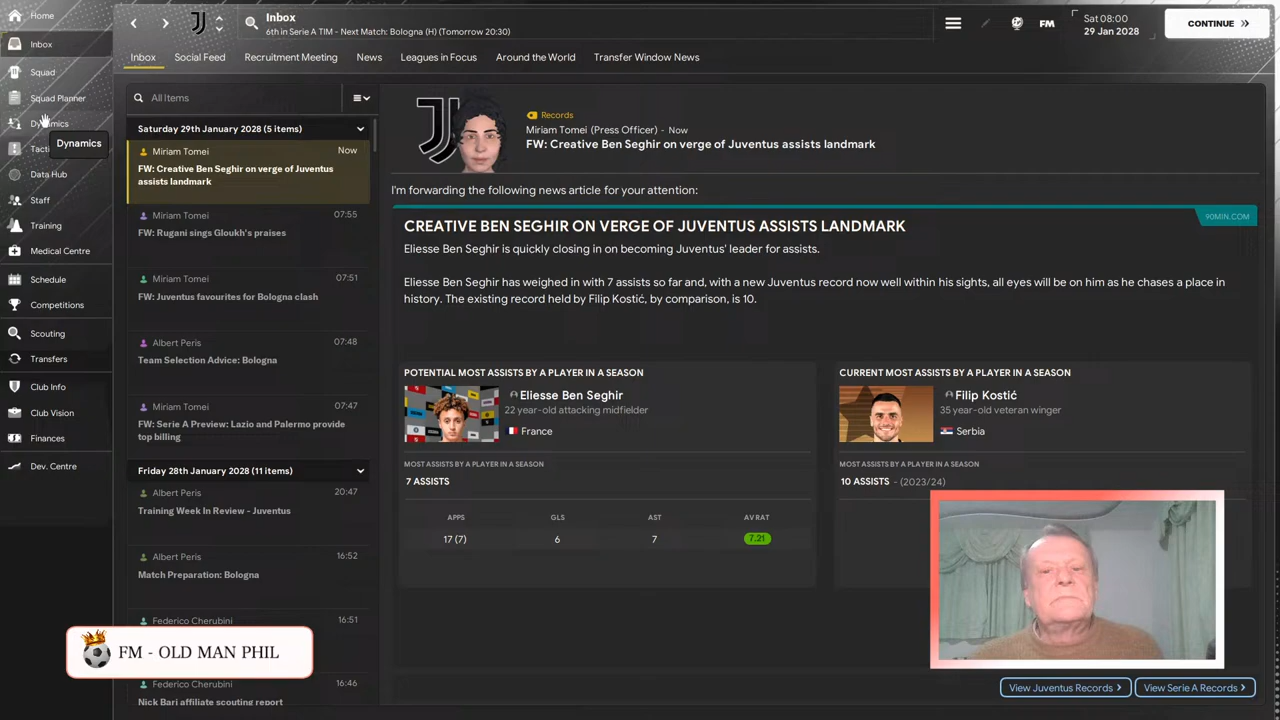 Home
Inbox
Squad
Squad Planner
Dynamics
Dynamics
Data Hub
Staff
Training
Medical Centre
Schedule
Competitions
Scouting
Transfers
Club Info
Club Vision
Finances
Dev. Centre
Inbox
6th in Serie A TIM - Next Match: Bologna (H) (Tomorrow 20:30)
FM
Sat 08:00
29 Jan 2028
CONTINUE
Inbox
Social Feed
Recruitment Meeting
News
Leagues in Focus
Around the World
Transfer Window News
All Items
Saturday 29th January 2028 (5 items)
Miriam Tomei
Now
FW: Creative Ben Seghir on verge of Juventus
assists landmark
Miriam Tomei
07:55
FW: Rugani sings Gloukh's praises
Miriam Tomei
07:51
FW: Juventus favourites for Bologna clash
Albert Peris
07:48
Team Selection Advice: Bologna
Miriam Tomei
07:47
FW: Serie A Preview: Lazio and Palermo provide
top billing
Friday 28th January 2028 (11 items)
Albert Peris
20:47
Training Week In Review - Juventus
Albert Peris
16:52
Match Preparation: Bologna
Federico Cherubini
16:51
Federico Cherubini
16:46
Nick Bari affiliate scouting report
FM - OLD MAN PHIL
Records
Miriam Tomei (Press Officer) - Now
FW: Creative Ben Seghir on verge of Juventus assists landmark
I'm forwarding the following news article for your attention:
90MIN.COM
CREATIVE BEN SEGHIR ON VERGE OF JUVENTUS ASSISTS LANDMARK
Eliesse Ben Seghir is quickly closing in on becoming Juventus' leader for assists.
Eliesse Ben Seghir has weighed in with 7 assists so far and, with a new Juventus record now well within his sights, all eyes will be on him as he chases a place in
history. The existing record held by Filip Kostić, by comparison, is 10.
POTENTIAL MOST ASSISTS BY A PLAYER IN A SEASON
Eliesse Ben Seghir
22 year-old attacking midfielder
France
MOST ASSISTS BY A PLAYER IN A SEASON
7 ASSISTS
APPS GLS AST AV RAT
17 (7) 6 7 7.21
CURRENT MOST ASSISTS BY A PLAYER IN A SEASON
Filip Kostić
35 year-old veteran winger
Serbia
MOST ASSISTS BY A PLAYER IN A SEASON
10 ASSISTS - (2023/24)
View Juventus Records
View Serie A Records